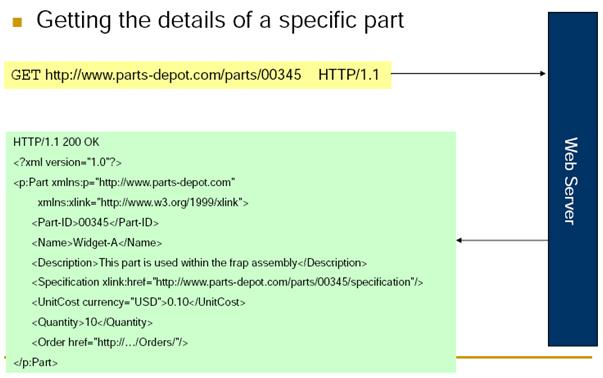 Getting the details of a specific part
GET http://www.parts-depot.com/parts/00345 HTTP/1.1
HTTP/1.1 200 OK
<?xml version="1.0"?>
<p:Part xmlns:p="http://www.parts-depot.com"
xmlns:xlink="http://www.w3.org/1999/xlink">
<Part-ID>00345</Part-ID>
<Name>Widget-A</Name>
<Description>This part is used within the frap assembly</Description>
<Specification xlink:href="http://www.parts-depot.com/parts/00345/specification"/>
<UnitCost currency="USD">0.10</UnitCost>
<Quantity>10</Quantity>
<Order href="http://.../Orders/"/>
</p:Part>
Web Server